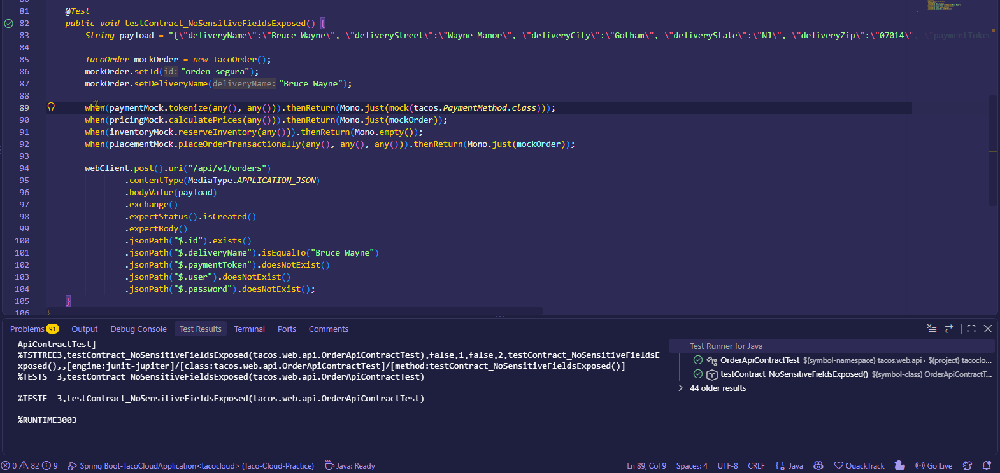 80
81 @Test
82 public void testContract_NoSensitiveFieldsExposed() {
83 String payload = "{\"deliveryName\":\"Bruce Wayne\", \"deliveryStreet\":\"Wayne Manor\", \"deliveryCity\":\"Gotham\", \"deliveryState\":\"NJ\", \"deliveryZip\":\"07014\", \"paymentToken
84
85 TacoOrder mockOrder = new TacoOrder();
86 mockOrder.setId(id: "orden-segura");
87 mockOrder.setDeliveryName(deliveryName: "Bruce Wayne");
88
89 when(paymentMock.tokenize(any(), any())).thenReturn(Mono.just(mock(tacos.PaymentMethod.class)));
90 when(pricingMock.calculatePrices(any())).thenReturn(Mono.just(mockOrder));
91 when(inventoryMock.reserveInventory(any())).thenReturn(Mono.empty());
92 when(placementMock.placeOrderTransactionally(any(), any(), any())).thenReturn(Mono.just(mockOrder));
93
94 webClient.post().uri("/api/v1/orders")
95 .contentType(MediaType.APPLICATION_JSON)
96 .bodyValue(payload)
97 .exchange()
98 .expectStatus().isCreated()
99 .expectBody()
100 .jsonPath("$.id").exists()
101 .jsonPath("$.deliveryName").isEqualTo("Bruce Wayne")
102 .jsonPath("$.paymentToken").doesNotExist()
103 .jsonPath("$.user").doesNotExist()
104 .jsonPath("$.password").doesNotExist();
105 }
106 }
Problems 91 Output Debug Console Test Results Terminal Ports Comments
ApiContractTest]
%TSTTREE3,testContract_NoSensitiveFieldsExposed(tacos.web.api.OrderApiContractTest),false,1,false,2,testContract_NoSensitiveFieldsE
xposed(),,[engine:junit-jupiter]/[class:tacos.web.api.OrderApiContractTest]/[method:testContract_NoSensitiveFieldsExposed()]
%TESTS  3,testContract_NoSensitiveFieldsExposed(tacos.web.api.OrderApiContractTest)
%TESTE  3,testContract_NoSensitiveFieldsExposed(tacos.web.api.OrderApiContractTest)
%RUNTIME3003
Test Runner for Java
OrderApiContractTest $(symbol-namespace) tacos.web.api < $(project) tacoclo...
testContract_NoSensitiveFieldsExposed() $(symbol-class) OrderApiContractT...
44 older results
0 82 9 Spring Boot-TacoCloudApplication<tacocloud> (Taco-Cloud-Practice) Java: Ready Ln 89, Col 9 Spaces: 4 UTF-8 CRLF {} Java QuackTrack Go Live